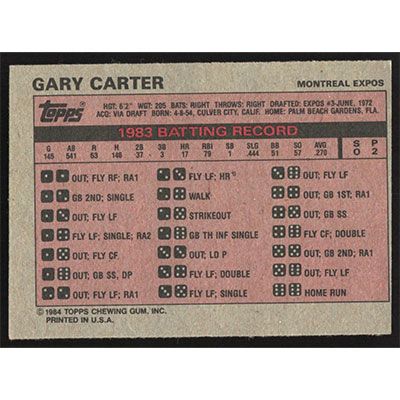 GARY CARTER MONTREAL EXPOS
Topps HGT: 6'2" WGT: 205 BATS: RIGHT THROWS: RIGHT DRAFTED: EXPOS #3-JUNE, 1972
ACQ: VIA DRAFT BORN: 4-8-54, CULVER CITY, CALIF. HOME: PALM BEACH GARDENS, FLA.
1983 BATTING RECORD
G AB R H 2B 3B HR RBI SB SLG BB SO AVG. S P
145 541 63 146 37 3 17 79 1 .444 51 57 .270 O 2
OUT; FLY RF; RA1 FLY LF; HR OUT; FLY LF
GB 2ND; SINGLE WALK OUT; GB 1ST; RA1
OUT; FLY LF STRIKEOUT OUT; GB SS
FLY LF; SINGLE; RA2 GB TH INF SINGLE FLY CF; DOUBLE
OUT; FLY CF; OUT; LD P OUT; GB 2ND; RA1
OUT; GB SS, DP FLY LF; DOUBLE OUT; FLY CF
OUT; FLY LF; RA1 FLY LF; SINGLE HOME RUN
© 1984 TOPPS CHEWING GUM, INC.
PRINTED IN U.S.A.